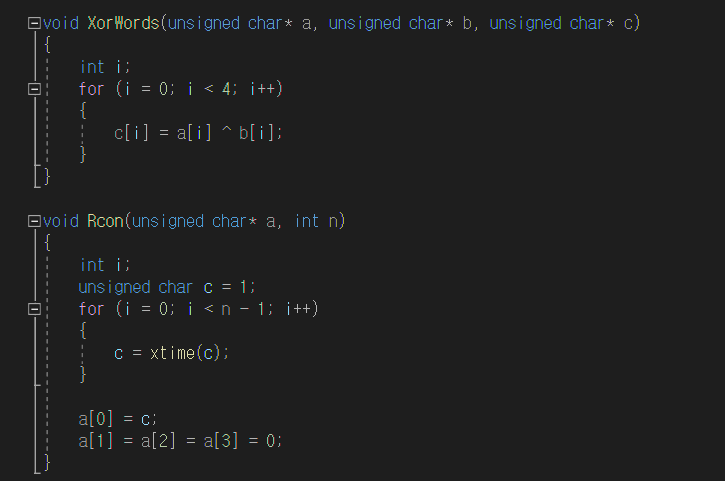 void XorWords(unsigned char* a, unsigned char* b, unsigned char* c)
{
int i;
for (i = 0; i < 4; i++)
{
c[i] = a[i] ^ b[i];
}
}
void Rcon(unsigned char* a, int n)
{
int i;
unsigned char c = 1;
for (i = 0; i < n - 1; i++)
{
c = xtime(c);
}
a[0] = c;
a[1] = a[2] = a[3] = 0;
}